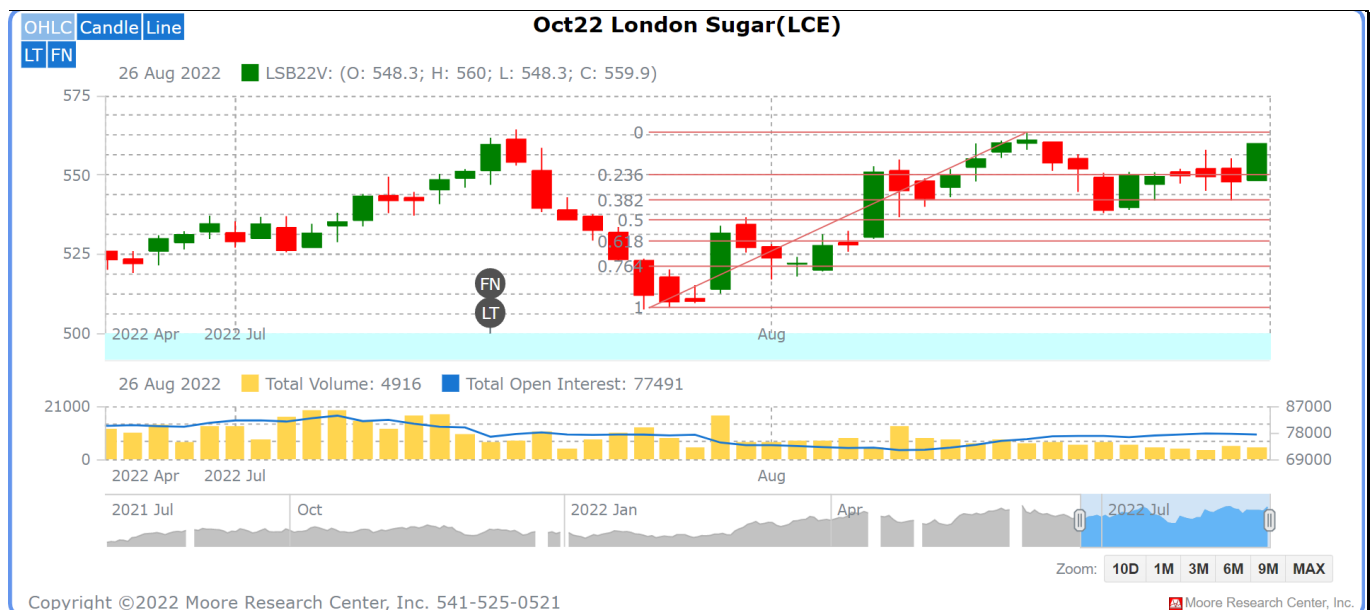 Oct22 London Sugar(LCE)
OHLC Candle Line
LT FN
26 Aug 2022 LSB22V: (O: 548.3; H: 560; L: 548.3; C: 559.9)
575
550
525
500
0
0.236
0.382
0.5
0.618
0.764
1
FN
LT
2022 Apr 2022 Jul Aug
26 Aug 2022 Total Volume: 4916 Total Open Interest: 77491
21000 87000
78000
0 69000
2022 Apr 2022 Jul Aug
2021 Jul Oct 2022 Jan Apr 2022 Jul
Zoom: 10D 1M 3M 6M 9M MAX
Copyright ©2022 Moore Research Center, Inc. 541-525-0521 Moore Research Center, Inc.